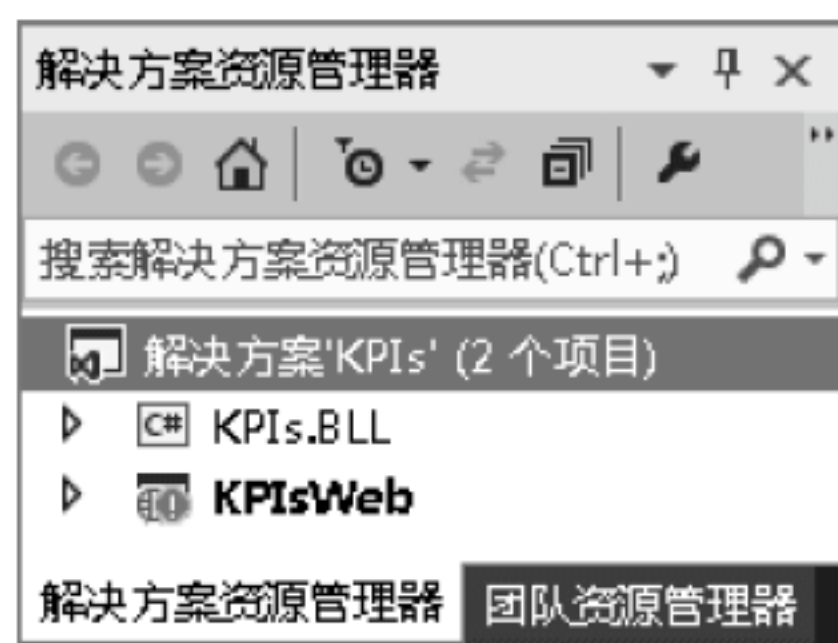 解决方案资源管理器
搜索解决方案资源管理器(Ctrl+;)
解决方案'KPIs' (2 个项目)
C# KPIs.BLL
KPIsWeb
解决方案资源管理器 团队资源管理器